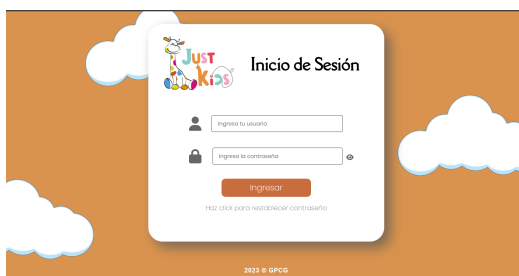 Just
Kids
Inicio de Sesión
Ingresa tu usuario
Ingresa la contraseña
Ingresar
Haz click para restablecer contraseña
2023 © GPCG